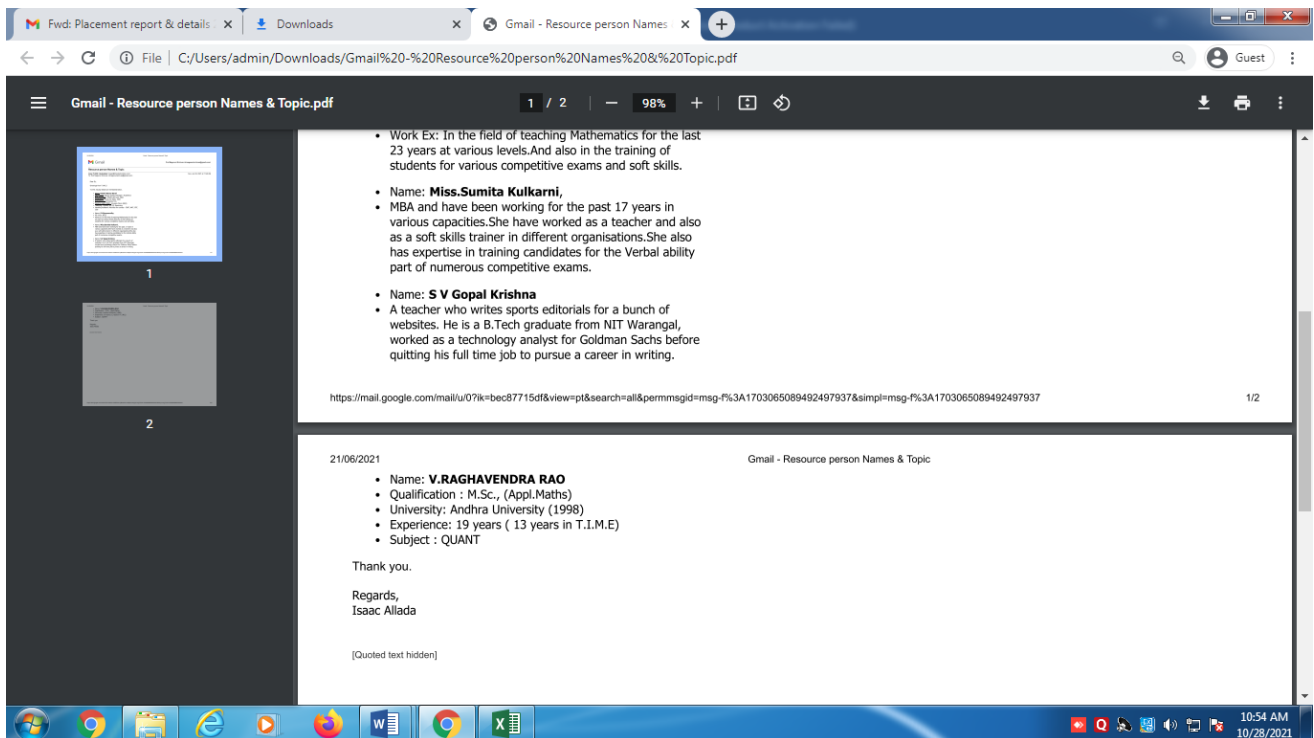 Fwd: Placement report & details
Downloads
Gmail - Resource person Names
File | C:/Users/admin/Downloads/Gmail%20-%20Resource%20person%20Names%20&%20Topic.pdf
Guest
Gmail - Resource person Names & Topic.pdf
1 / 2
98%
• Work Ex: In the field of teaching Mathematics for the last
23 years at various levels.And also in the training of
students for various competitive exams and soft skills.
• Name: Miss.Sumita Kulkarni,
• MBA and have been working for the past 17 years in
various capacities.She have worked as a teacher and also
as a soft skills trainer in different organisations.She also
has expertise in training candidates for the Verbal ability
part of numerous competitive exams.
• Name: S V Gopal Krishna
• A teacher who writes sports editorials for a bunch of
websites. He is a B.Tech graduate from NIT Warangal,
worked as a technology analyst for Goldman Sachs before
quitting his full time job to pursue a career in writing.
https://mail.google.com/mail/u/0?ik=bec87715df&view=pt&search=all&permmsgid=msg-f%3A1703065089492497937&simpl=msg-f%3A1703065089492497937
1/2
1
2
21/06/2021
Gmail - Resource person Names & Topic
• Name: V.RAGHAVENDRA RAO
• Qualification : M.Sc., (Appl.Maths)
• University: Andhra University (1998)
• Experience: 19 years ( 13 years in T.I.M.E)
• Subject : QUANT
Thank you.
Regards,
Isaac Allada
[Quoted text hidden]
10:54 AM
10/28/2021